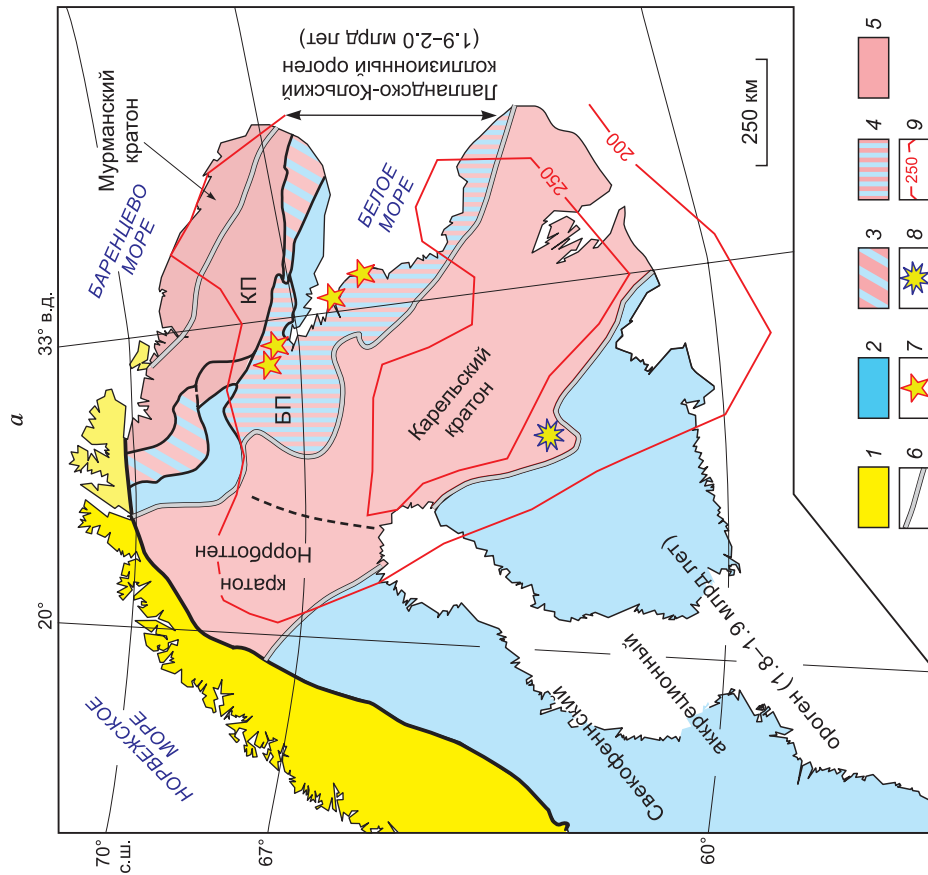 а
20°
33° в.д.
70°
с.ш.
67°
60°
НОРВЕЖСКОЕ
МОРЕ
БАРЕНЦЕВО
МОРЕ
Мурманский
кратон
Лапландско-Кольский
коллизионный ороген
(1.9–2.0 млрд лет)
КП
БЕЛОЕ
МОРЕ
БП
кратон
Норрботтен
Карельский
кратон
250
200
Свекофеннский
аккреционный
ороген (1.8–1.9 млрд лет)
250 км
1
2
3
4
5
6
7
8
9
250